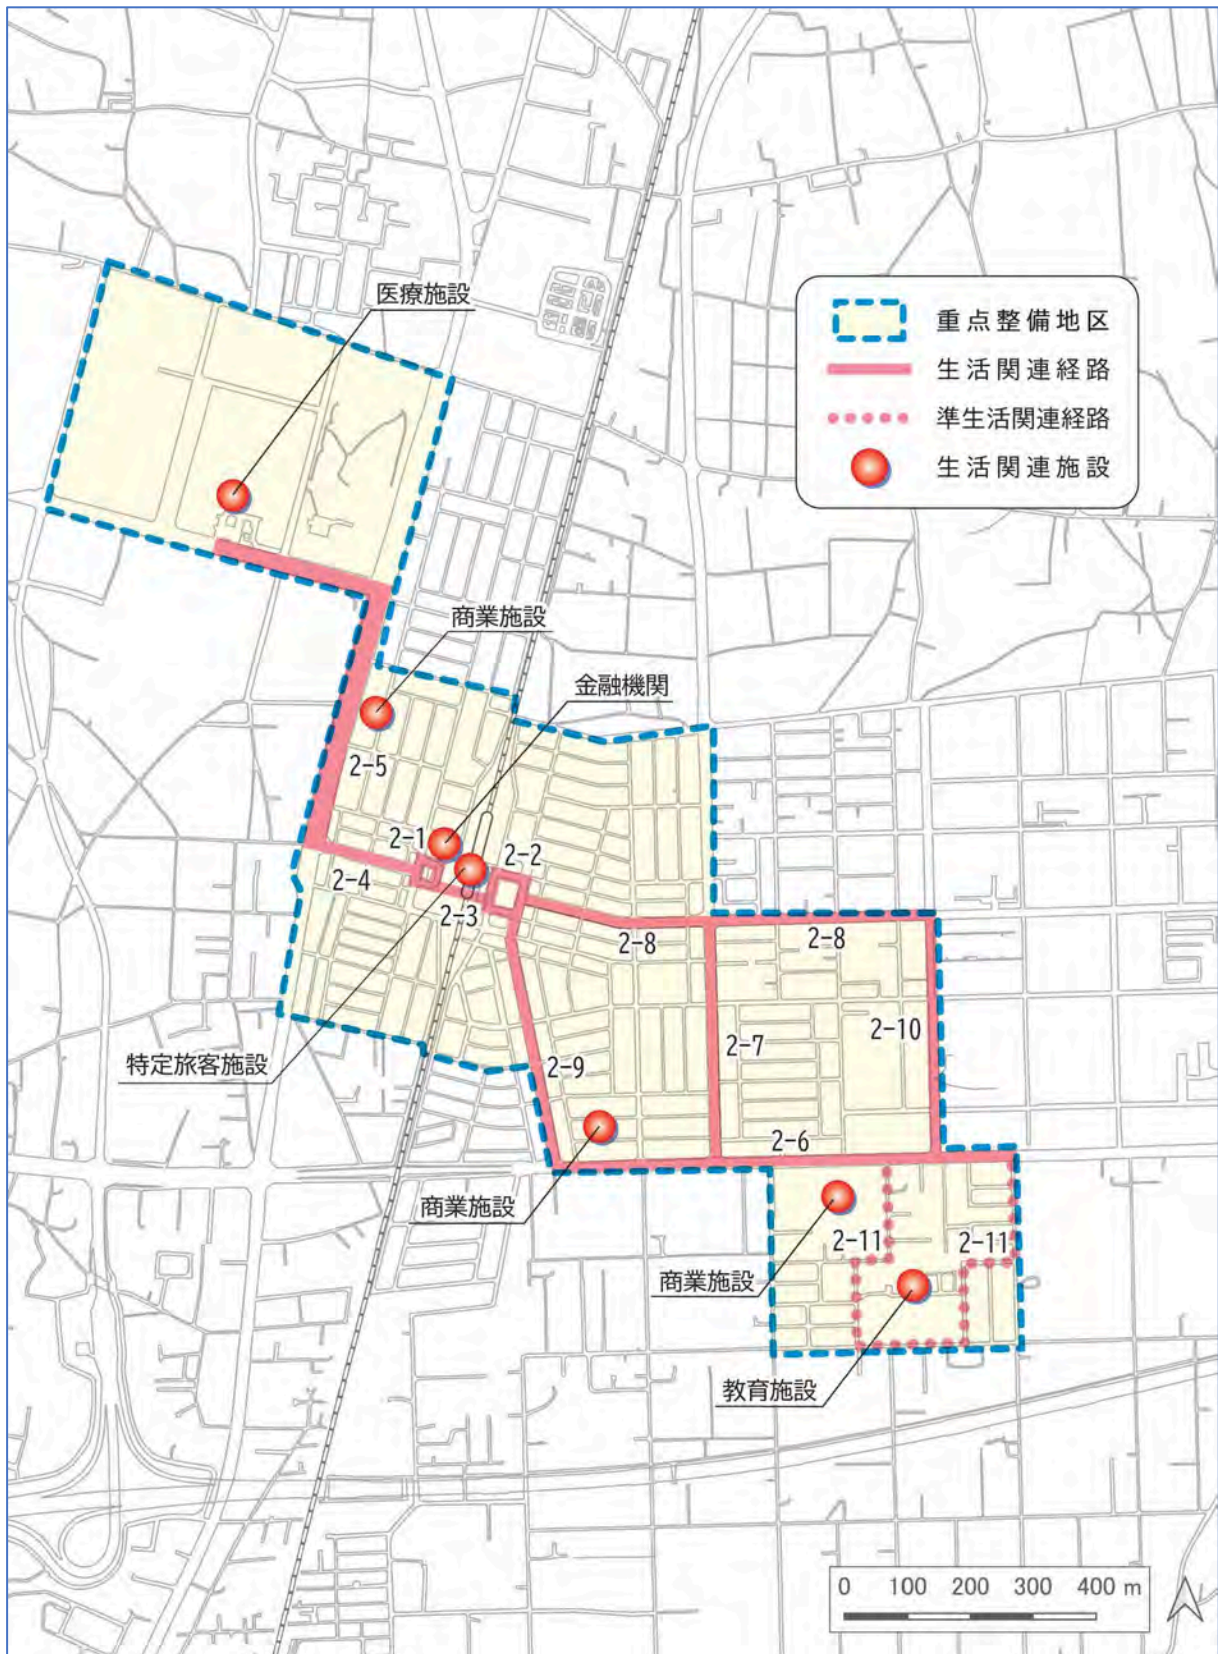 医療施設
重点整備地区
生活関連経路
準生活関連経路
生活関連施設
商業施設
金融機関
2-5
2-1
2-2
2-4
2-3
2-8
2-8
2-10
2-7
特定旅客施設
2-9
2-6
商業施設
2-11
2-11
商業施設
教育施設
0 100 200 300 400 m